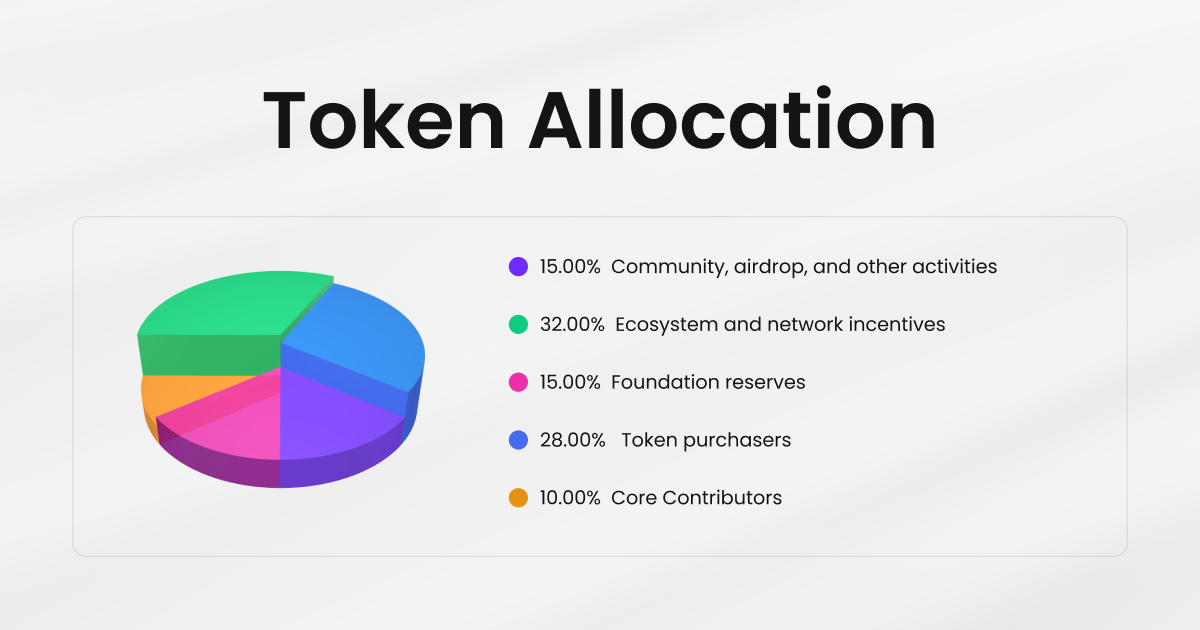 Token Allocation
15.00% Community, airdrop, and other activities
32.00% Ecosystem and network incentives
15.00% Foundation reserves
28.00% Token purchasers
10.00% Core Contributors